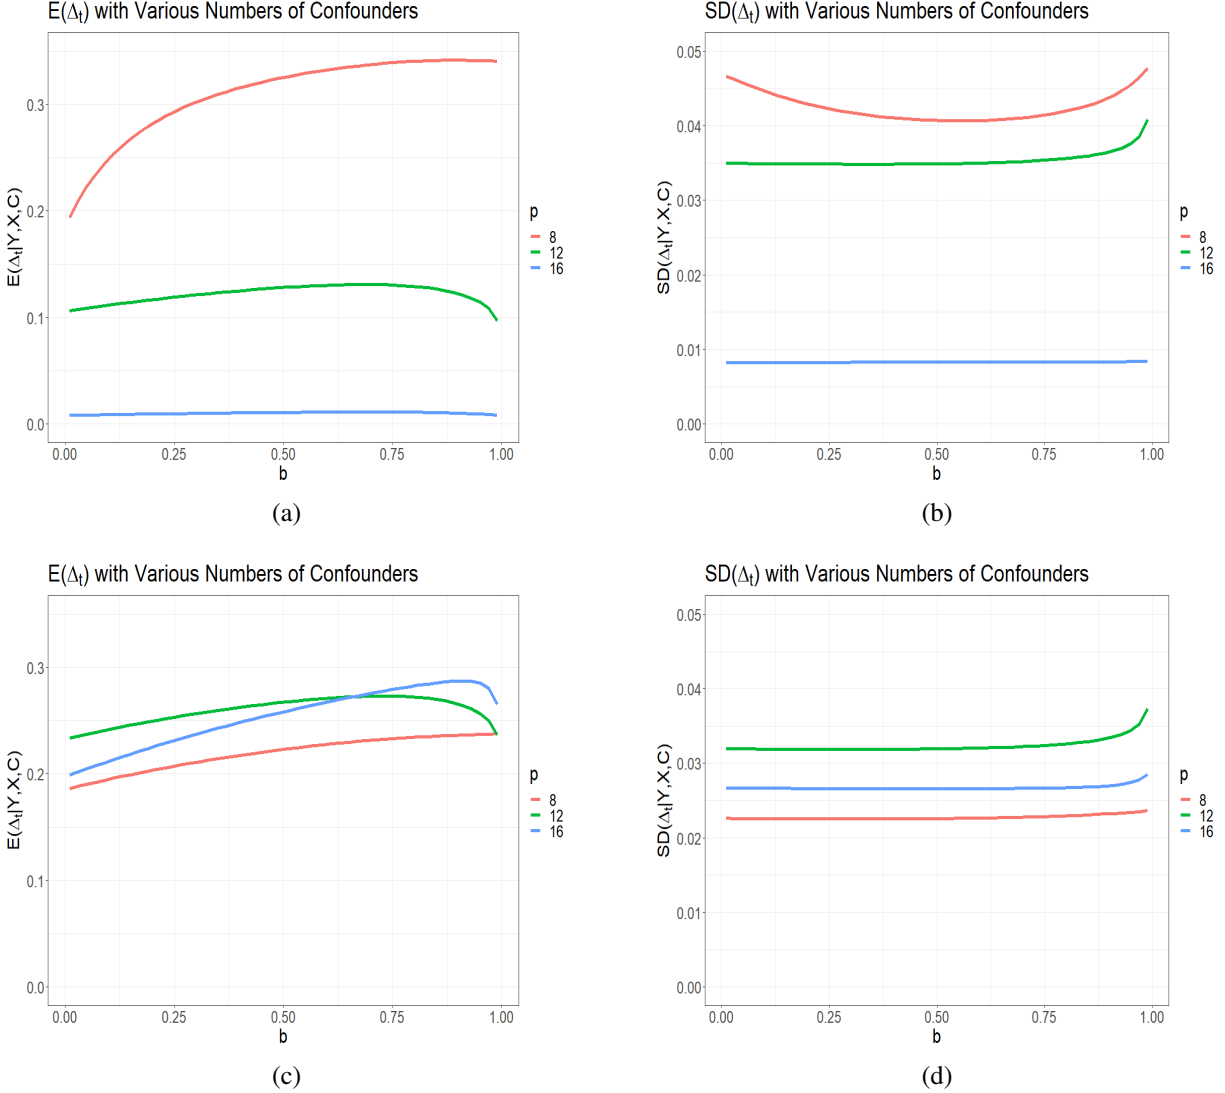 E(Δt) with Various Numbers of Confounders
E(Δt|Y,X,C)
0.3
0.2
0.1
0.0
0.00 0.25 0.50 0.75 1.00
b
p
8
12
16
(a)
SD(Δt) with Various Numbers of Confounders
SD(Δt|Y,X,C)
0.05
0.04
0.03
0.02
0.01
0.00
0.00 0.25 0.50 0.75 1.00
b
p
8
12
16
(b)
E(Δt) with Various Numbers of Confounders
E(Δt|Y,X,C)
0.3
0.2
0.1
0.0
0.00 0.25 0.50 0.75 1.00
b
p
8
12
16
(c)
SD(Δt) with Various Numbers of Confounders
SD(Δt|Y,X,C)
0.05
0.04
0.03
0.02
0.01
0.00
0.00 0.25 0.50 0.75 1.00
b
p
8
12
16
(d)